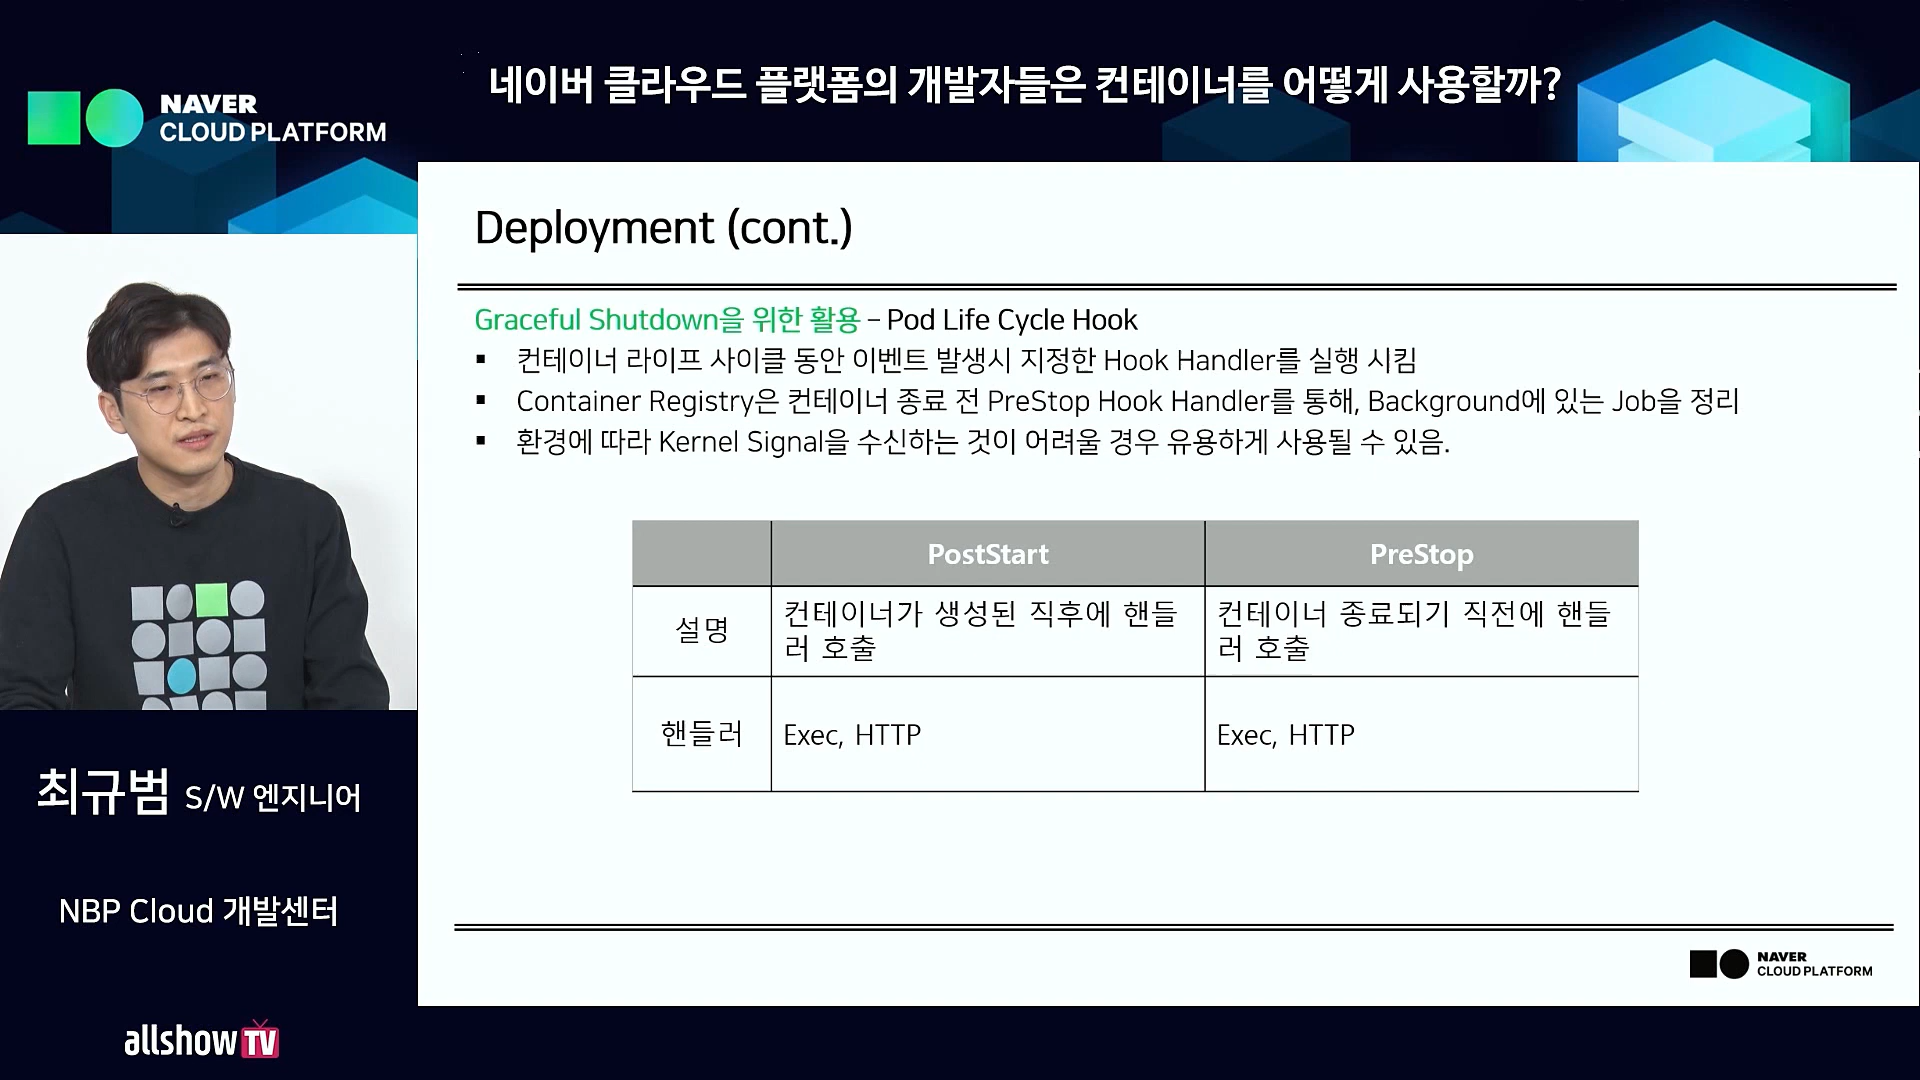 네이버 클라우드 플랫폼의 개발자들은 컨테이너를 어떻게 사용할까?
NAVER
CLOUD PLATFORM
Deployment (cont.)
Graceful Shutdown을 위한 활용 – Pod Life Cycle Hook
▪ 컨테이너 라이프 사이클 동안 이벤트 발생시 지정한 Hook Handler를 실행 시킴
▪ Container Registry은 컨테이너 종료 전 PreStop Hook Handler를 통해, Background에 있는 Job을 정리
▪ 환경에 따라 Kernel Signal을 수신하는 것이 어려울 경우 유용하게 사용될 수 있음.
PostStart PreStop
설명 컨테이너가 생성된 직후에 핸들 컨테이너 종료되기 직전에 핸들
러 호출 러 호출
핸들러 Exec, HTTP Exec, HTTP
최규범 S/W 엔지니어
NBP Cloud 개발센터
NAVER
CLOUD PLATFORM
allshow TV